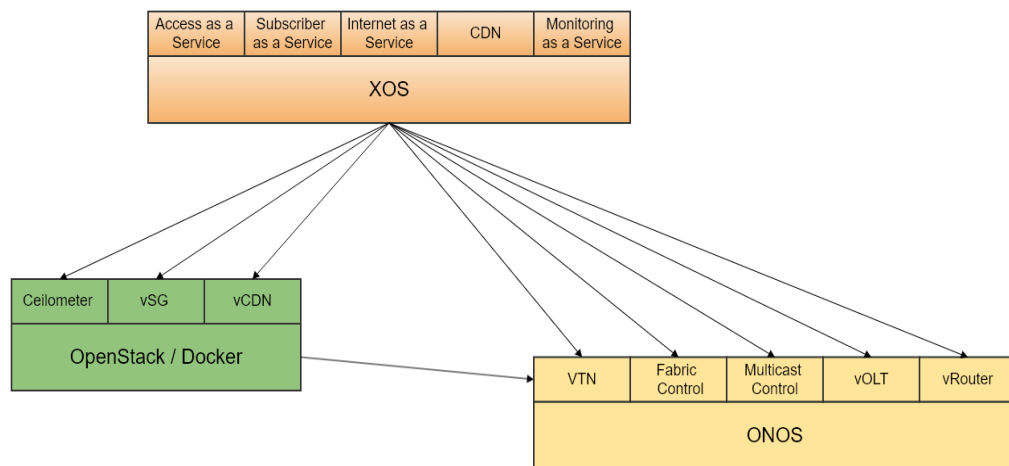 Access as a
Service
Subscriber
as a Service
Internet as a
Service
CDN
Monitoring
as a Service
XOS
Ceilometer
vSG
vCDN
OpenStack / Docker
VTN
Fabric
Control
Multicast
Control
vOLT
vRouter
ONOS